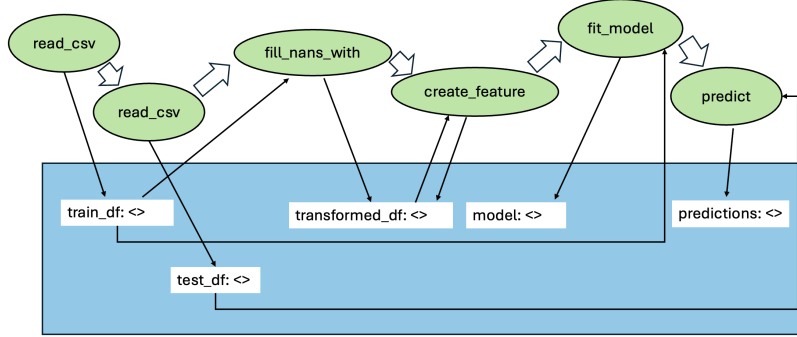 read_csv
read_csv
fill_nans_with
create_feature
fit_model
predict
train_df: <>
transformed_df: <>
model: <>
predictions: <>
test_df: <>